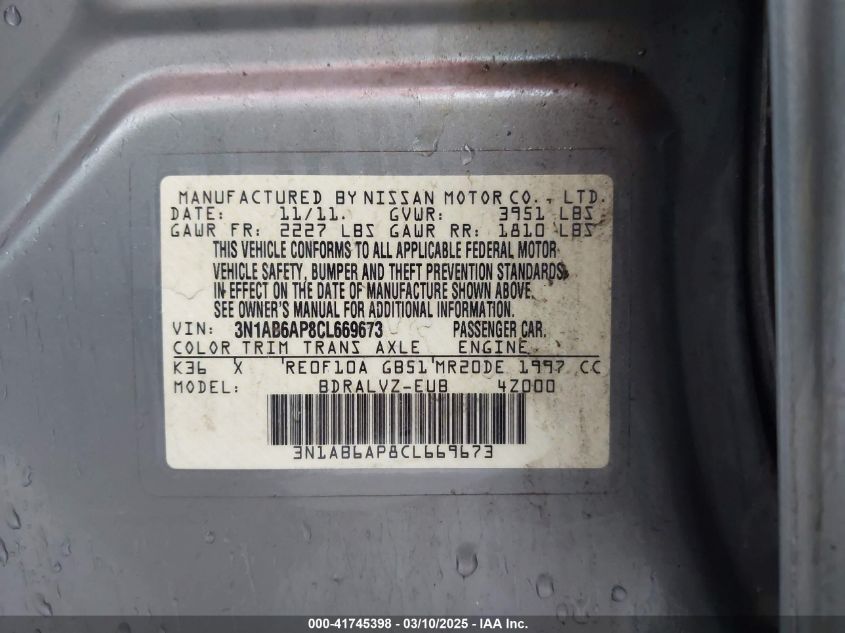 MANUFACTURED BY NISSAN MOTOR CO., LTD.
DATE: 11/11. GVWR: 3951 LBS
GAWR FR: 2227 LBS GAWR RR: 1810 LBS
THIS VEHICLE CONFORMS TO ALL APPLICABLE FEDERAL MOTOR
VEHICLE SAFETY, BUMPER AND THEFT PREVENTION STANDARDS
IN EFFECT ON THE DATE OF MANUFACTURE SHOWN ABOVE.
SEE OWNER'S MANUAL FOR ADDITIONAL INFORMATION.
VIN: 3N1AB6AP8CL669673 PASSENGER CAR.
COLOR TRIM TRANS AXLE ENGINE
K36 X RE0F10A GB51 MR20DE 1997 CC
MODEL: BDRALVZ-EUB 4Z000
3N1AB6AP8CL669673
000-41745398 - 03/10/2025 - IAA Inc.